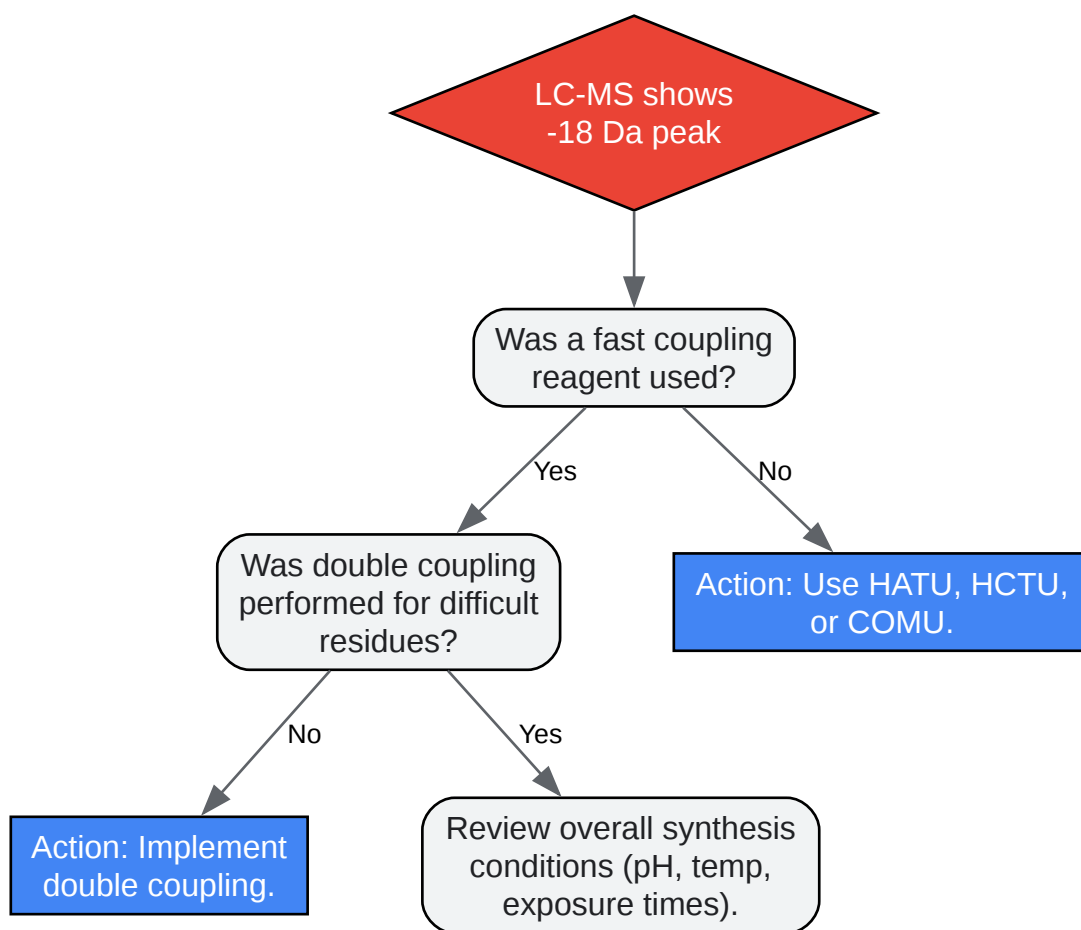 LC-MS shows
-18 Da peak
Was a fast coupling
reagent used?
Yes
No
Was double coupling
performed for difficult
residues?
Action: Use HATU, HCTU,
or COMU.
No
Yes
Action: Implement
double coupling.
Review overall synthesis
conditions (pH, temp,
exposure times).